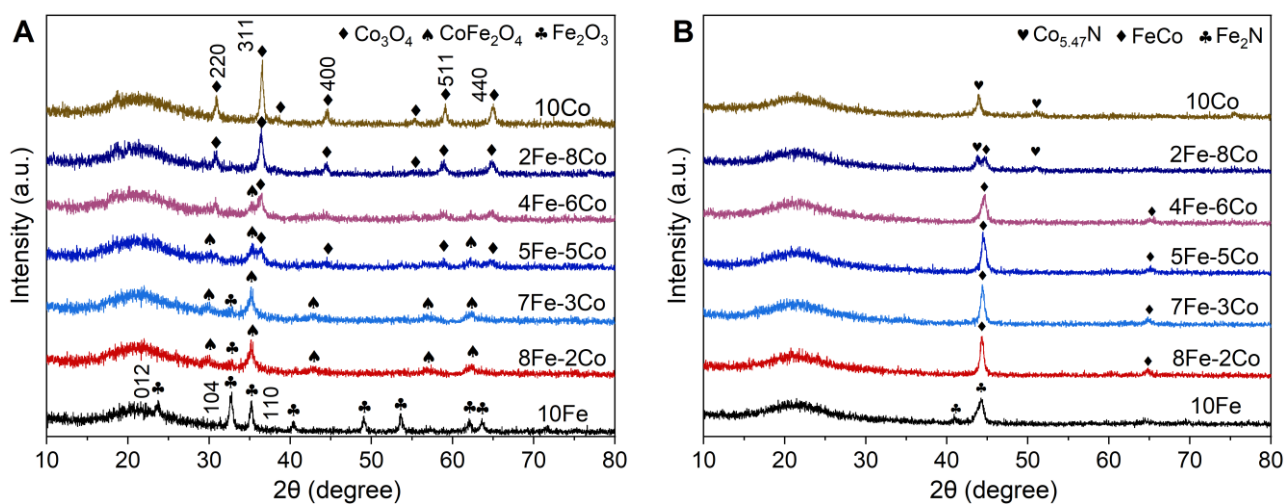 A
♦ Co₃O₄ ♠ CoFe₂O₄ ♣ Fe₂O₃
220
311
400
511
440
10Co
2Fe-8Co
4Fe-6Co
5Fe-5Co
7Fe-3Co
8Fe-2Co
10Fe
012
104
110
Intensity (a.u.)
10 20 30 40 50 60 70 80
2θ (degree)
B
♥ Co₅.₄₇N ♦ FeCo ♣ Fe₂N
10Co
2Fe-8Co
4Fe-6Co
5Fe-5Co
7Fe-3Co
8Fe-2Co
10Fe
Intensity (a.u.)
10 20 30 40 50 60 70 80
2θ (degree)